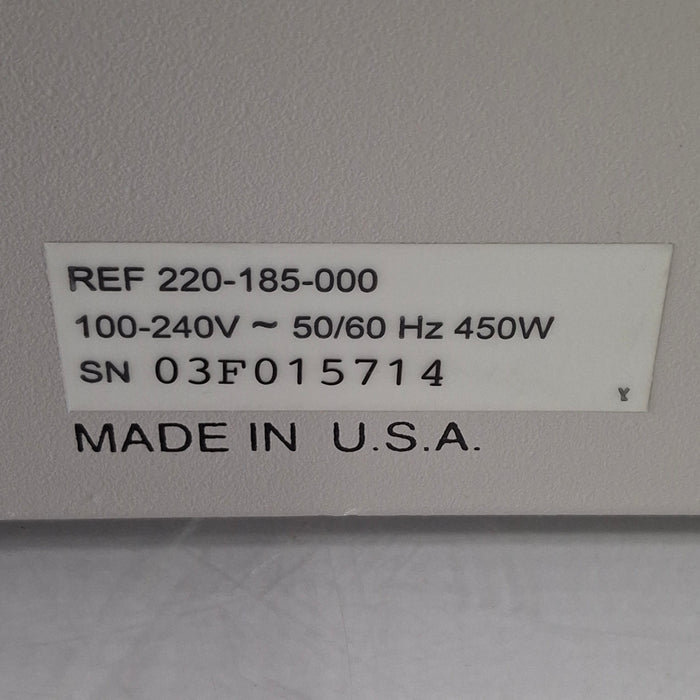 REF 220-185-000
100-240V ~ 50/60 Hz 450W
SN 03F015714
Y
MADE IN U.S.A.